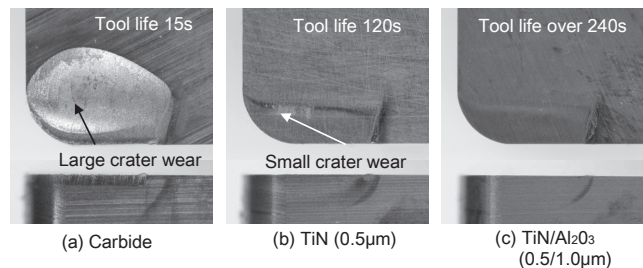 Tool life 15s
Tool life 120s
Tool life over 240s
Large crater wear
Small crater wear
(a) Carbide
(b) TiN (0.5μm)
(c) TiN/Al₂0₃
(0.5/1.0μm)